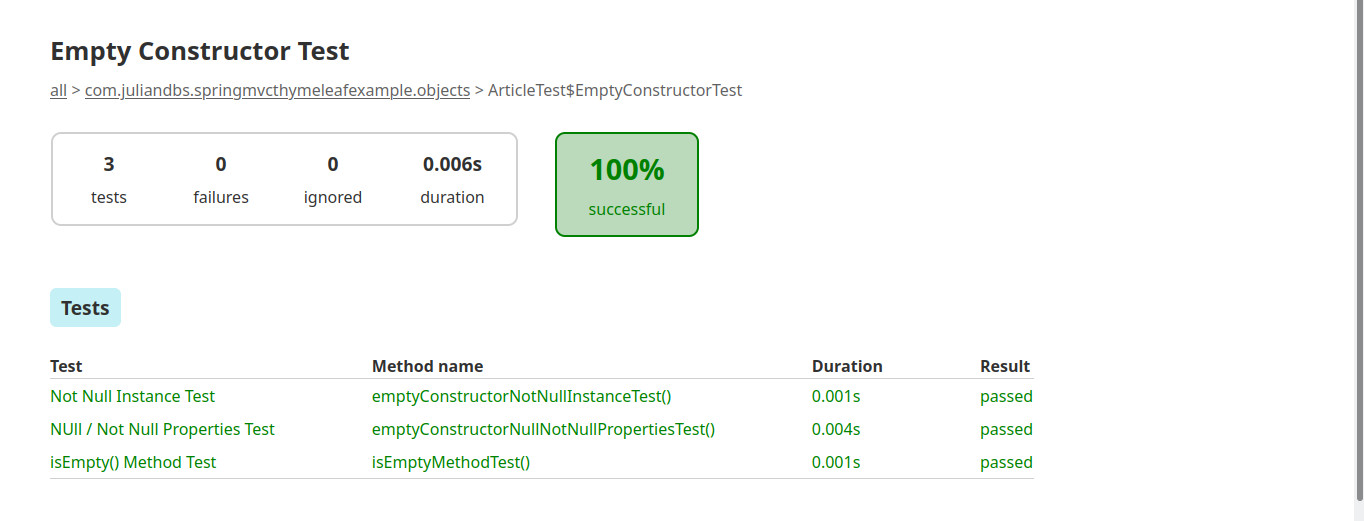 Empty Constructor Test
all > com.juliandbs.springmvcthymeleafexample.objects > ArticleTest$EmptyConstructorTest
3 0 0 0.006s 100%
tests failures ignored duration successful
Tests
Test Method name Duration Result
Not Null Instance Test emptyConstructorNotNullInstanceTest() 0.001s passed
NUll / Not Null Properties Test emptyConstructorNullNotNullPropertiesTest() 0.004s passed
isEmpty() Method Test isEmptyMethodTest() 0.001s passed